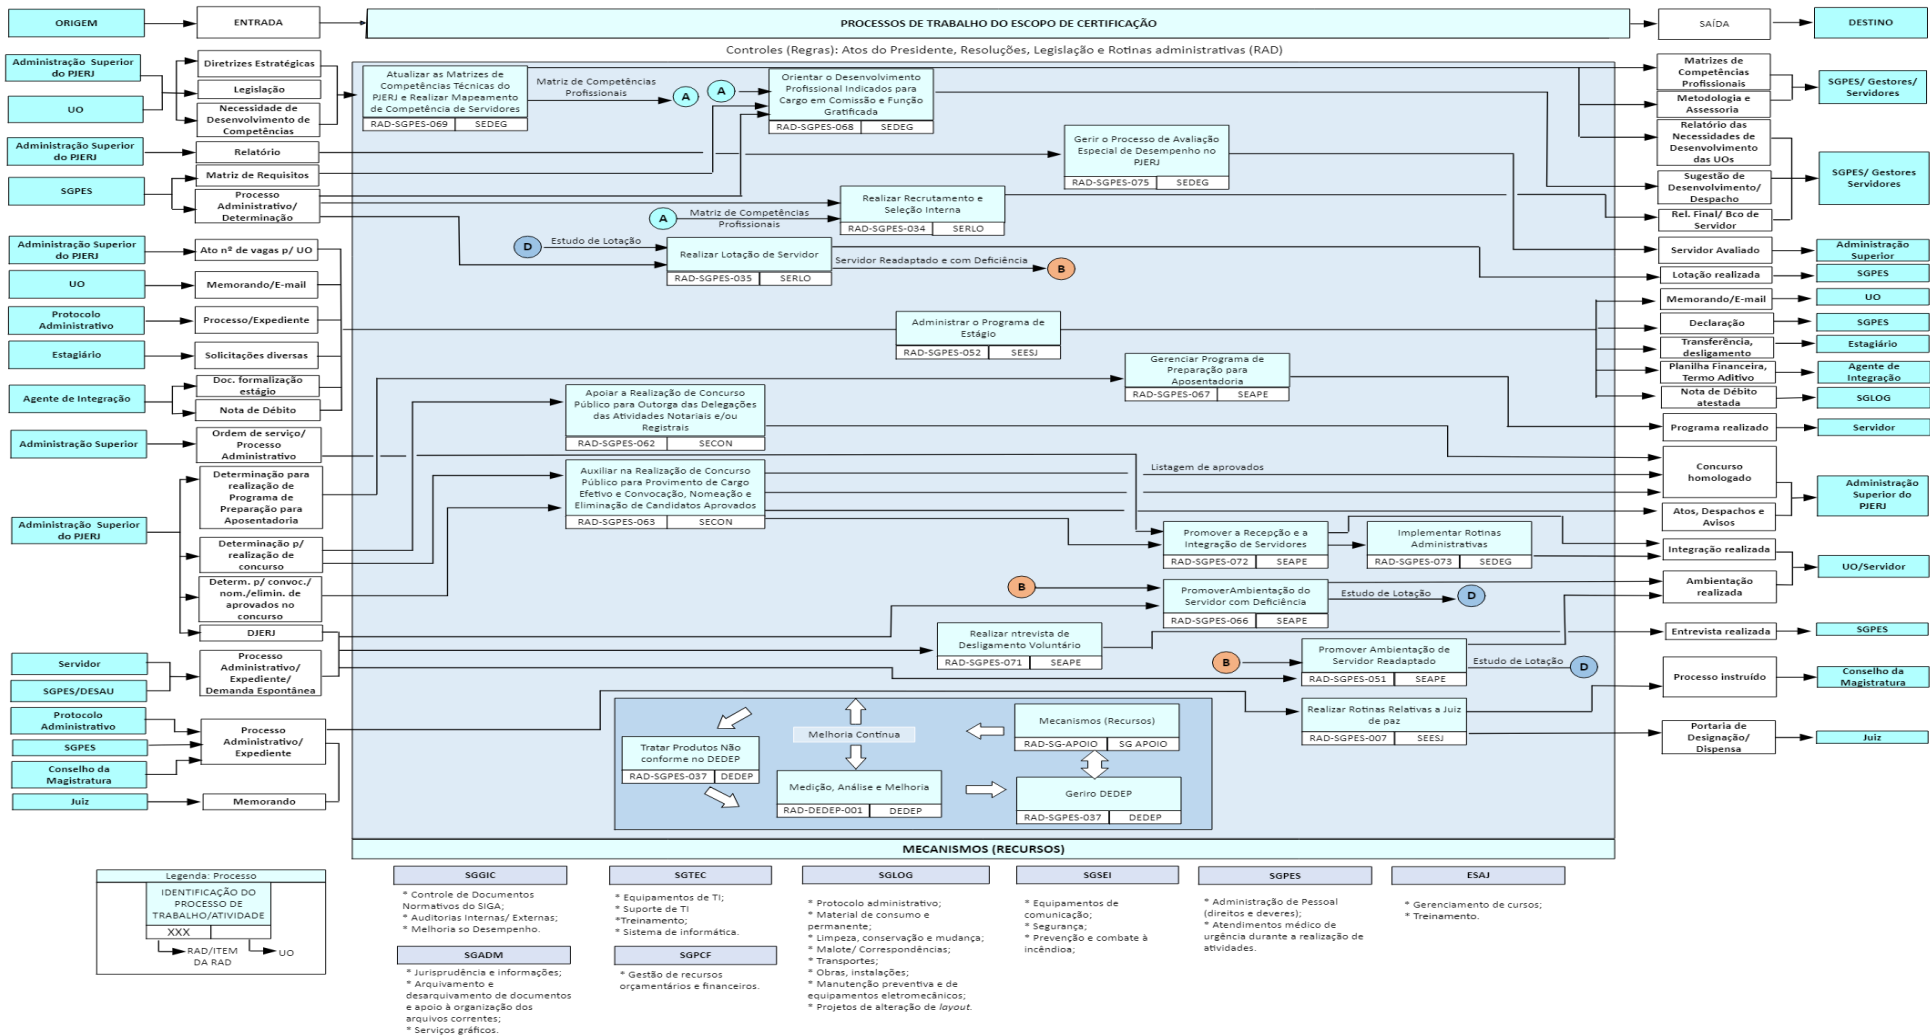 ORIGEM
ENTRADA
PROCESSOS DE TRABALHO DO ESCOPO DE CERTIFICAÇÃO
SAÍDA
DESTINO
Controles (Regras): Atos do Presidente, Resoluções, Legislação e Rotinas administrativas (RAD)
Administração Superior
do PJERJ
UO
Diretrizes Estratégicas
Legislação
Necessidade de
Desenvolvimento de
Competências
Administração Superior
do PJERJ
Relatório
SGPES
Matriz de Requisitos
Processo
Administrativo/
Determinação
Administração Superior
do PJERJ
Ato nº de vagas p/ UO
UO
Memorando/E-mail
Protocolo
Administrativo
Processo/Expediente
Estagiário
Solicitações diversas
Agente de Integração
Doc. formalização
estágio
Nota de Débito
Administração Superior
Ordem de serviço/
Processo
Administrativo
Administração Superior
do PJERJ
Determinação para
realização de
Programa de
Preparação para
Aposentadoria
Determinação p/
realização de
concurso
Determ. p/ convoc./
nom./elimin. de
aprovados no
concurso
DJERJ
Servidor
SGPES/DESAU
Processo
Administrativo/
Expediente/
Demanda Espontânea
Protocolo
Administrativo
SGPES
Conselho da
Magistratura
Processo
Administrativo/
Expediente
Juiz
Memorando
Atualizar as Matrizes de
Competências Técnicas do
PJERJ e Realizar Mapeamento
de Competência de Servidores
RAD-SGPES-069 SEDEG
Matriz de Competências
Profissionais
A
A
Orientar o Desenvolvimento
Profissional Indicados para
Cargo em Comissão e Função
Gratificada
RAD-SGPES-068 SEDEG
Gerir o Processo de Avaliação
Especial de Desempenho no
PJERJ
RAD-SGPES-075 SEDEG
A
Matriz de Competências
Profissionais
Realizar Recrutamento e
Seleção Interna
RAD-SGPES-034 SERLO
D
Estudo de Lotação
Realizar Lotação de Servidor
RAD-SGPES-035 SERLO
Servidor Readaptado e com Deficiência
B
Administrar o Programa de
Estágio
RAD-SGPES-052 SEESJ
Gerenciar Programa de
Preparação para
Aposentadoria
RAD-SGPES-067 SEAPE
Apoiar a Realização de Concurso
Público para Outorga das Delegações
das Atividades Notariais e/ou
Registrais
RAD-SGPES-062 SECON
Auxiliar na Realização de Concurso
Público para Provimento de Cargo
Efetivo e Convocação, Nomeação e
Eliminação de Candidatos Aprovados
RAD-SGPES-063 SECON
Listagem de aprovados
Promover a Recepção e a
Integração de Servidores
RAD-SGPES-072 SEAPE
Implementar Rotinas
Administrativas
RAD-SGPES-073 SEDEG
B
PromoverAmbientação do
Servidor com Deficiência
RAD-SGPES-066 SEAPE
Estudo de Lotação
D
Realizar ntrevista de
Desligamento Voluntário
RAD-SGPES-071 SEAPE
B
Promover Ambientação de
Servidor Readaptado
RAD-SGPES-051 SEAPE
Estudo de Lotação
D
Realizar Rotinas Relativas a Juiz
de paz
RAD-SGPES-007 SEESJ
Tratar Produtos Não
conforme no DEDEP
RAD-SGPES-037 DEDEP
Melhoria Contínua
Medição, Análise e Melhoria
RAD-DEDEP-001 DEDEP
Mecanismos (Recursos)
RAD-SG-APOIO SG APOIO
Geriro DEDEP
RAD-SGPES-037 DEDEP
Matrizes de
Competências
Profissionais
Metodologia e
Assessoria
SGPES/ Gestores/
Servidores
Relatório das
Necessidades de
Desenvolvimento
das UOs
Sugestão de
Desenvolvimento/
Despacho
Rel. Final/ Bco de
Servidor
SGPES/ Gestores
Servidores
Servidor Avaliado
Administração
Superior
Lotação realizada
SGPES
Memorando/E-mail
UO
Declaração
SGPES
Transferência,
desligamento
Estagiário
Planilha Financeira,
Termo Aditivo
Agente de
Integração
Nota de Débito
atestada
SGLOG
Programa realizado
Servidor
Concurso
homologado
Atos, Despachos e
Avisos
Administração
Superior do
PJERJ
Integração realizada
Ambientação
realizada
UO/Servidor
Entrevista realizada
SGPES
Processo instruído
Conselho da
Magistratura
Portaria de
Designação/
Dispensa
Juiz
MECANISMOS (RECURSOS)
Legenda: Processo
IDENTIFICAÇÃO DO
PROCESSO DE
TRABALHO/ATIVIDADE
XXX
RAD/ITEM
DA RAD
UO
SGGIC
* Controle de Documentos
Normativos do SIGA;
* Auditorias Internas/ Externas;
* Melhoria so Desempenho.
SGADM
* Jurisprudência e informações;
* Arquivamento e
desarquivamento de documentos
e apoio à organização dos
arquivos correntes;
* Serviços gráficos.
SGTEC
* Equipamentos de TI;
* Suporte de TI
*Treinamento;
* Sistema de informática.
SGPCF
* Gestão de recursos
orçamentários e financeiros.
SGLOG
* Protocolo administrativo;
* Material de consumo e
permanente;
* Limpeza, conservação e mudança;
* Malote/ Correspondências;
* Transportes;
* Obras, instalações;
* Manutenção preventiva e de
equipamentos eletromecânicos;
* Projetos de alteração de layout.
SGSEI
* Equipamentos de
comunicação;
* Segurança;
* Prevenção e combate à
incêndioa;
SGPES
* Administração de Pessoal
(direitos e deveres);
* Atendimentos médico de
urgência durante a realização de
atividades.
ESAJ
* Gerenciamento de cursos;
* Treinamento.